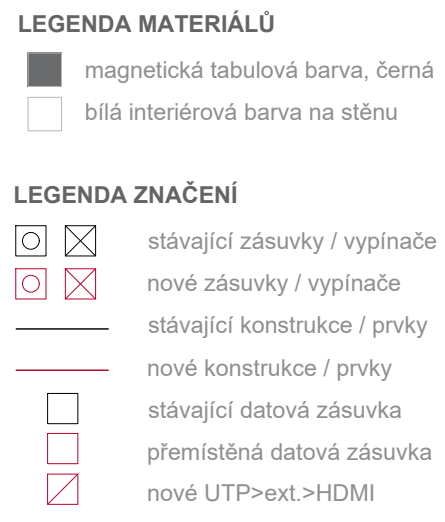 LEGENDA MATERIÁLŮ
magnetická tabulová barva, černá
bílá interiérová barva na stěnu
LEGENDA ZNAČENÍ
stávající zásuvky / vypínače
nové zásuvky / vypínače
stávající konstrukce / prvky
nové konstrukce / prvky
stávající datová zásuvka
přemístěná datová zásuvka
nové UTP>ext.>HDMI